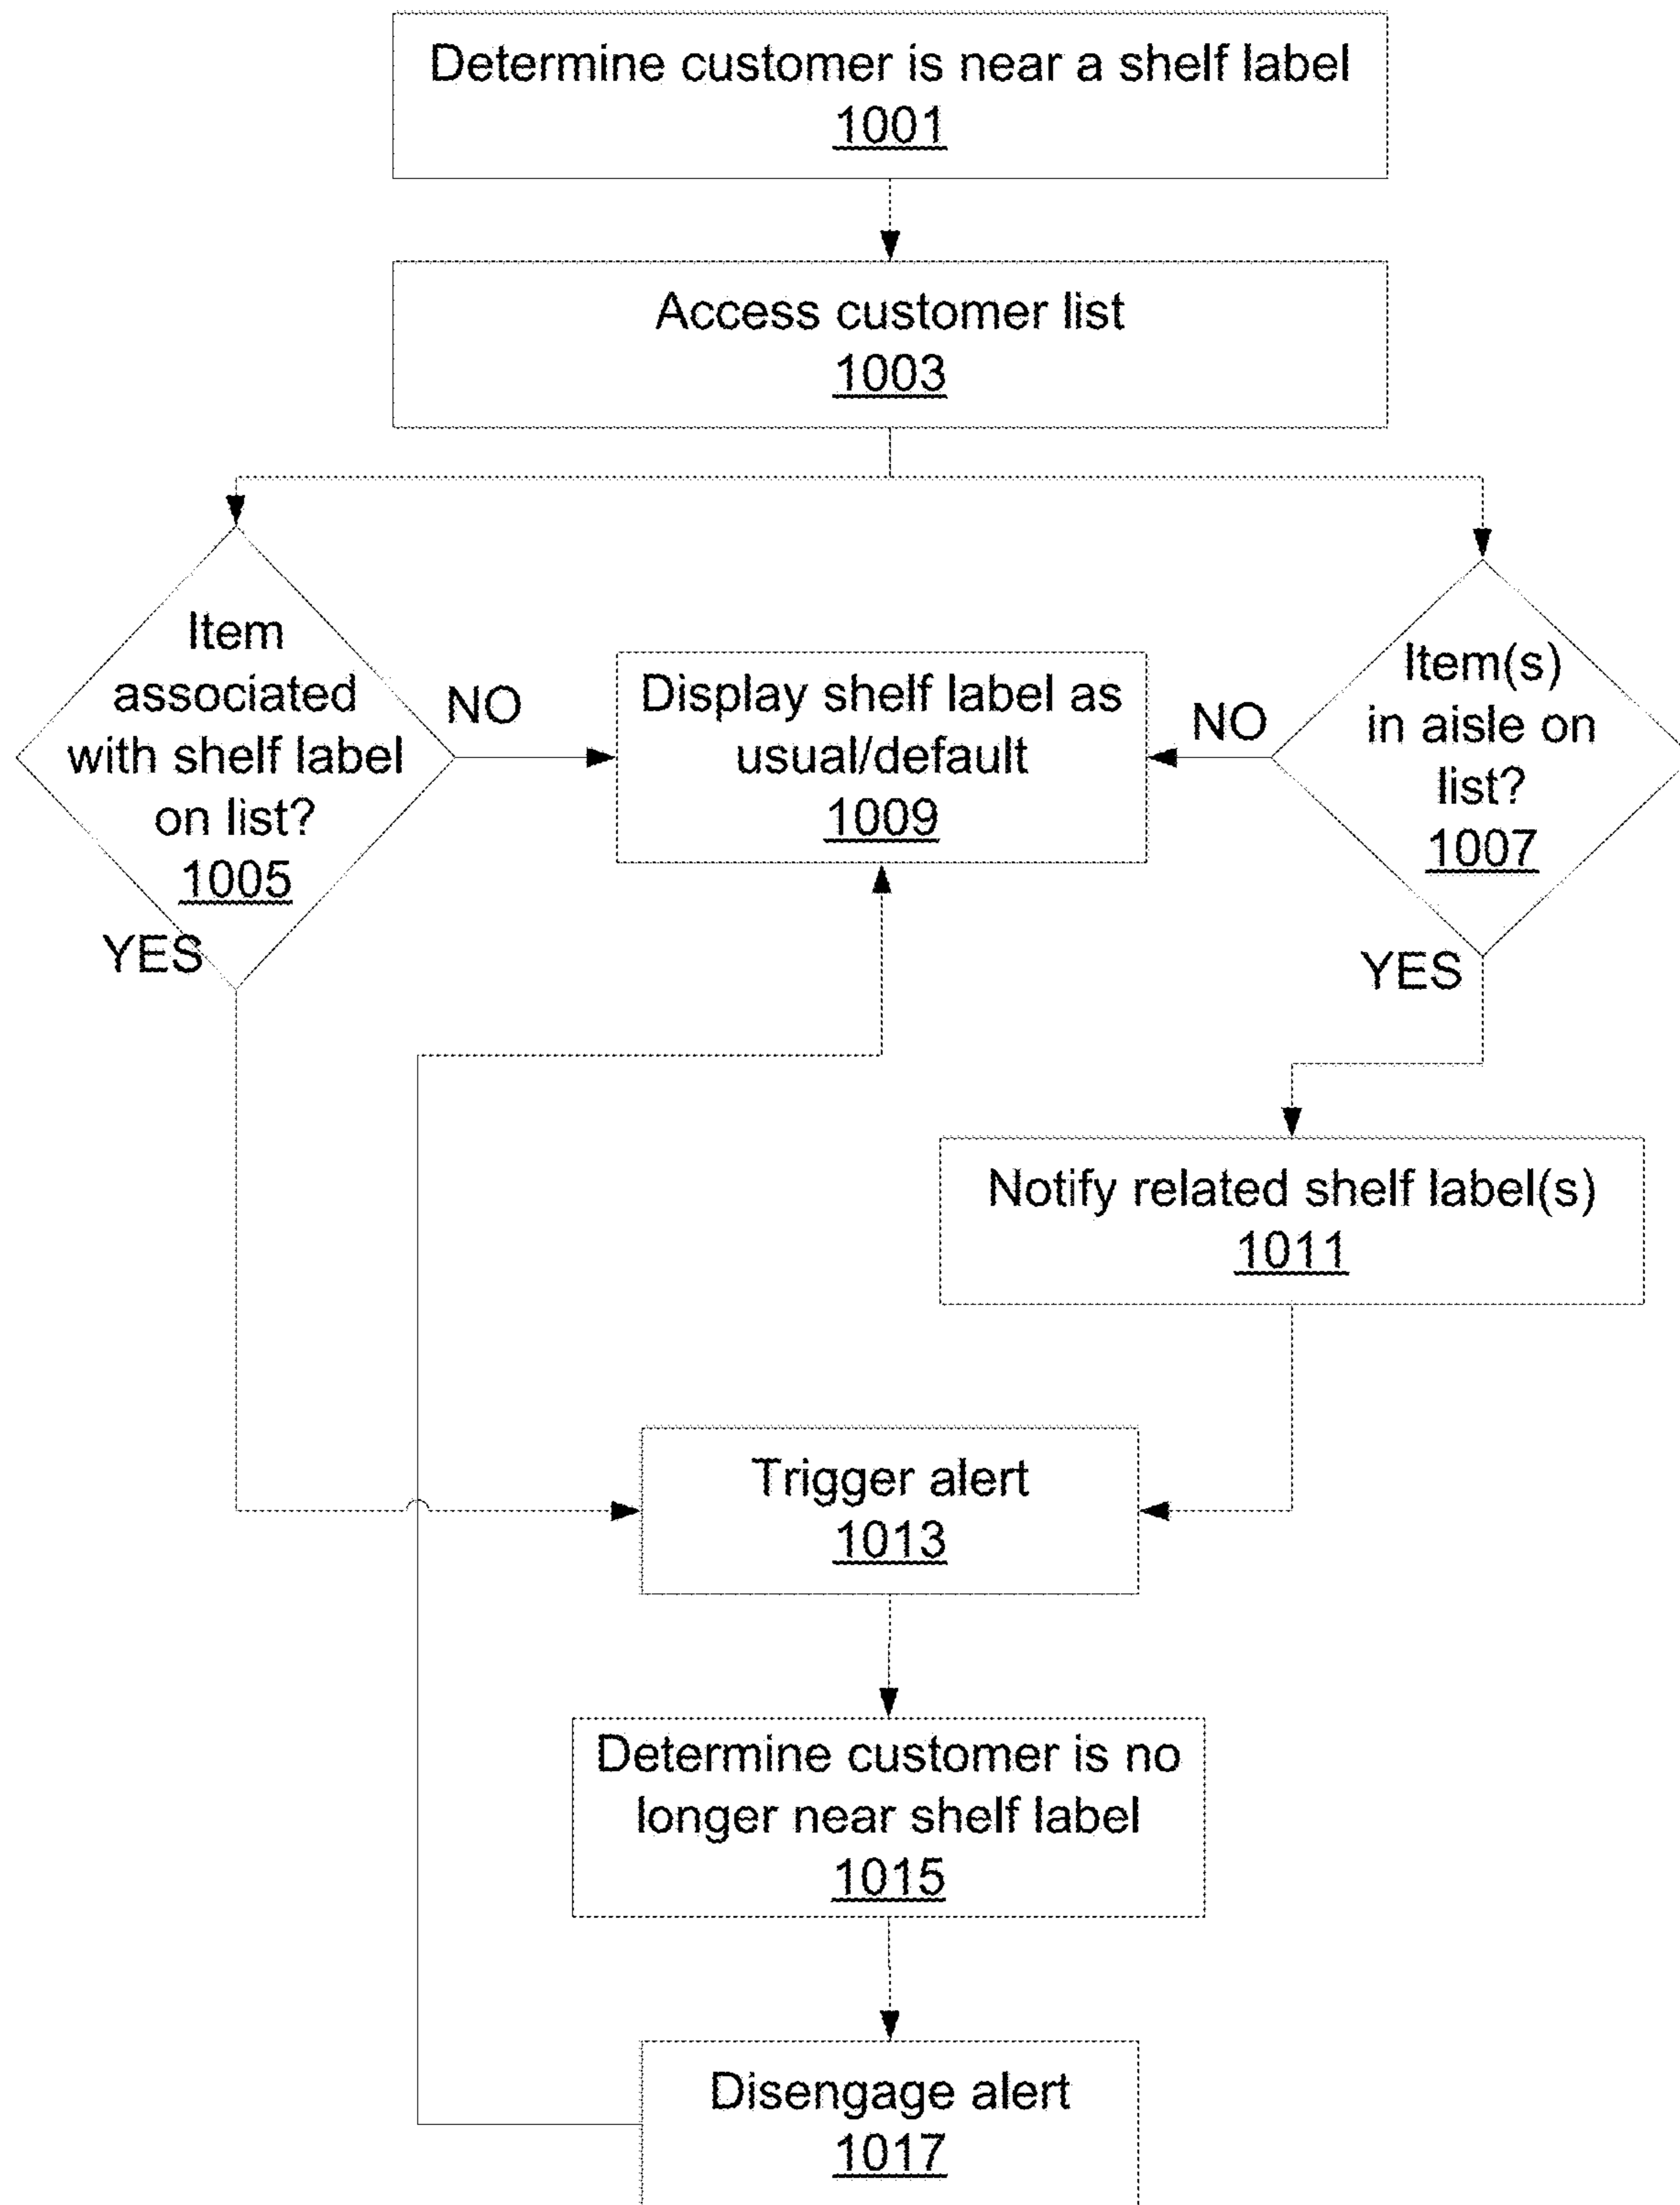 Determine customer is near a shelf label
1001
Access customer list
1003
Item
associated
with shelf label
on list?
1005
NO
Display shelf label as
usual/default
1009
NO
Item(s)
in aisle on
list?
1007
YES
YES
Notify related shelf label(s)
1011
Trigger alert
1013
Determine customer is no
longer near shelf label
1015
Disengage alert
1017